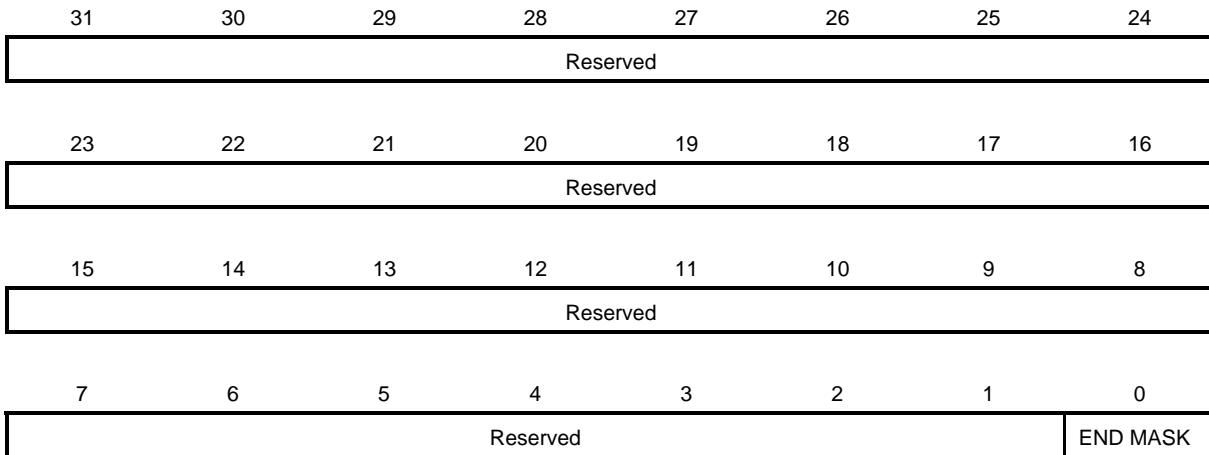 31 30 29 28 27 26 25 24
Reserved
23 22 21 20 19 18 17 16
Reserved
15 14 13 12 11 10 9 8
Reserved
7 6 5 4 3 2 1 0
Reserved END MASK